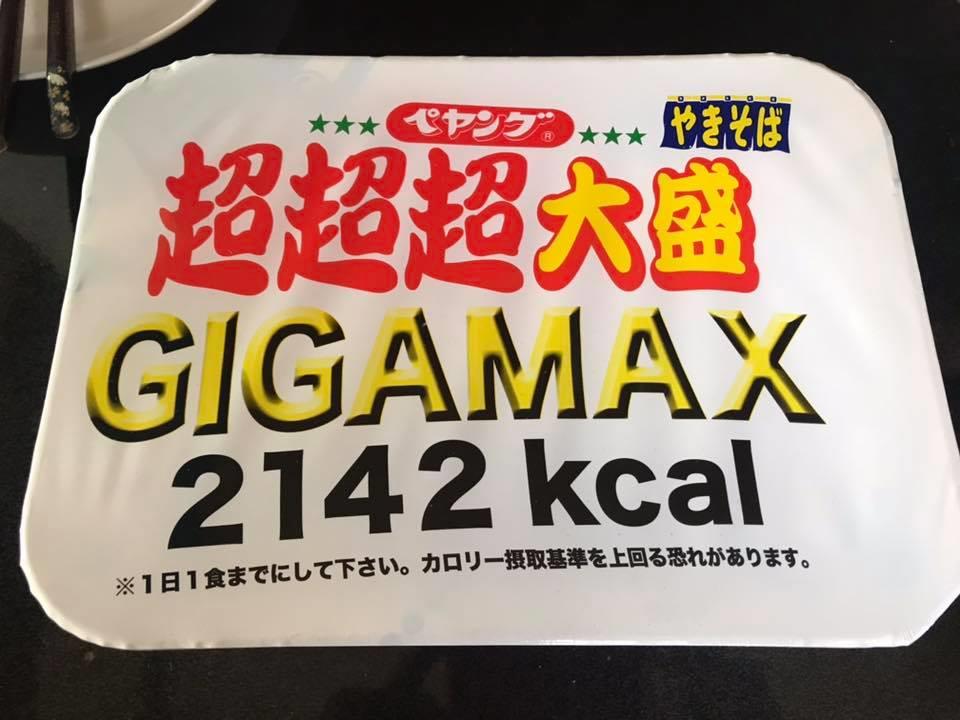 ★★★ペヤング®★★★
やきそば
超超超大盛
GIGAMAX
2142kcal
※1日1食までにして下さい。カロリー摂取基準を上回る恐れがあります。